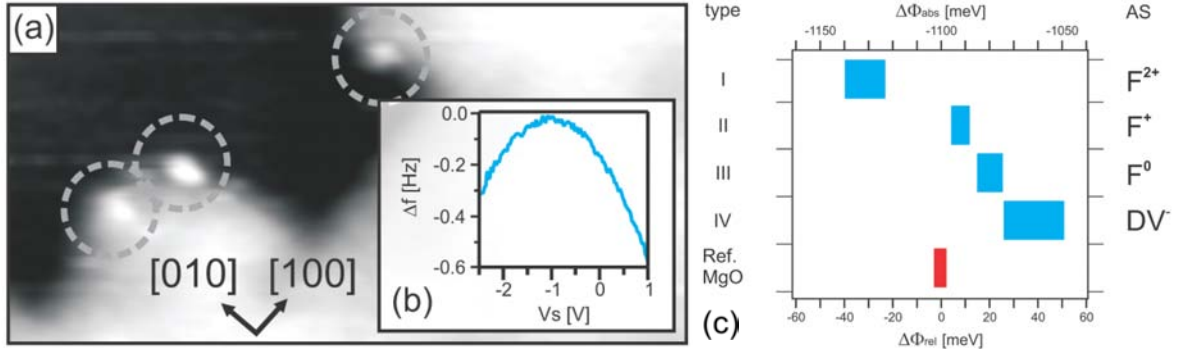 (a)
[010] [100]
0.0
-0.2
-0.4
-0.6
Δf [Hz]
-2 -1 0 1
Vs [V]
(b)
type ΔΦabs [meV] AS
-1150 -1100 -1050
I F2+
II F+
III F0
IV DV-
Ref.
MgO
-60 -40 -20 0 20 40 60
(c) ΔΦrel [meV]